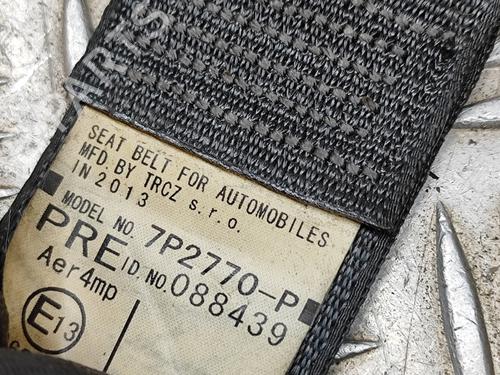 SEAT BELT FOR AUTOMOBILES
MFD. BY TRCZ s.r.o.
IN 2013
MODEL NO. 7P2770-P
PRE ID. NO. 088439
Aer4mp
E13